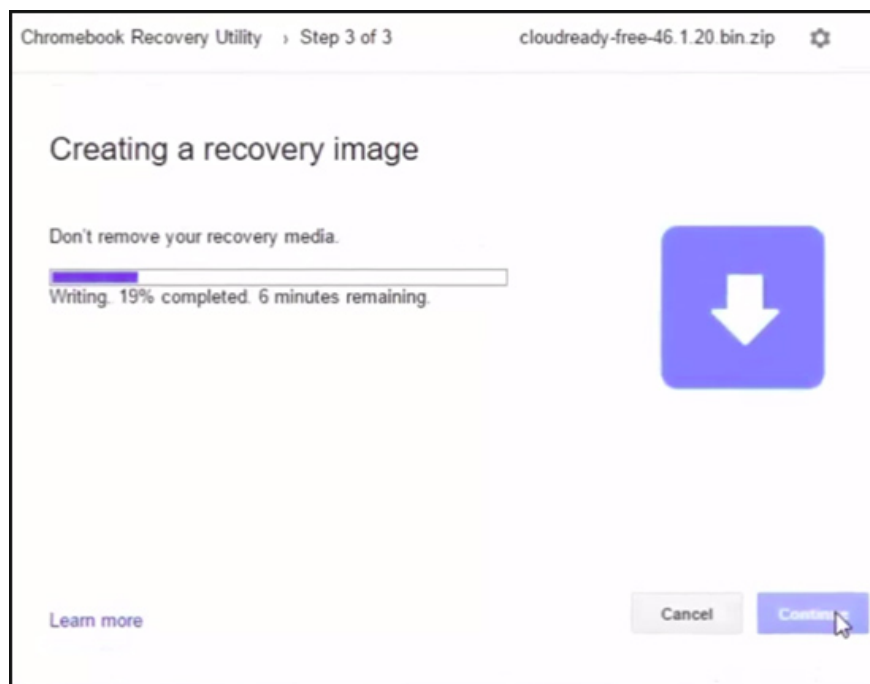 Chromebook Recovery Utility › Step 3 of 3 cloudready-free-46.1.20.bin.zip
Creating a recovery image
Don't remove your recovery media.
Writing. 19% completed. 6 minutes remaining.
Learn more Cancel Continue